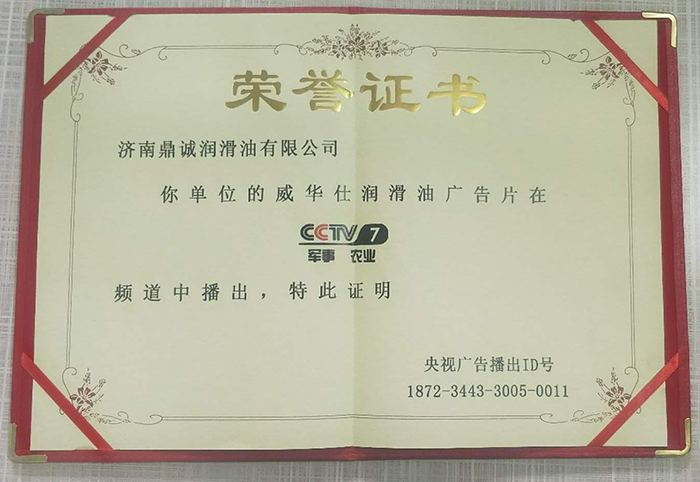 荣誉证书
济南鼎诚润滑油有限公司
你单位的威华仕润滑油广告片在
CCTV 7
军事 农业
频道中播出，特此证明
央视广告播出ID号
1872-3443-3005-0011